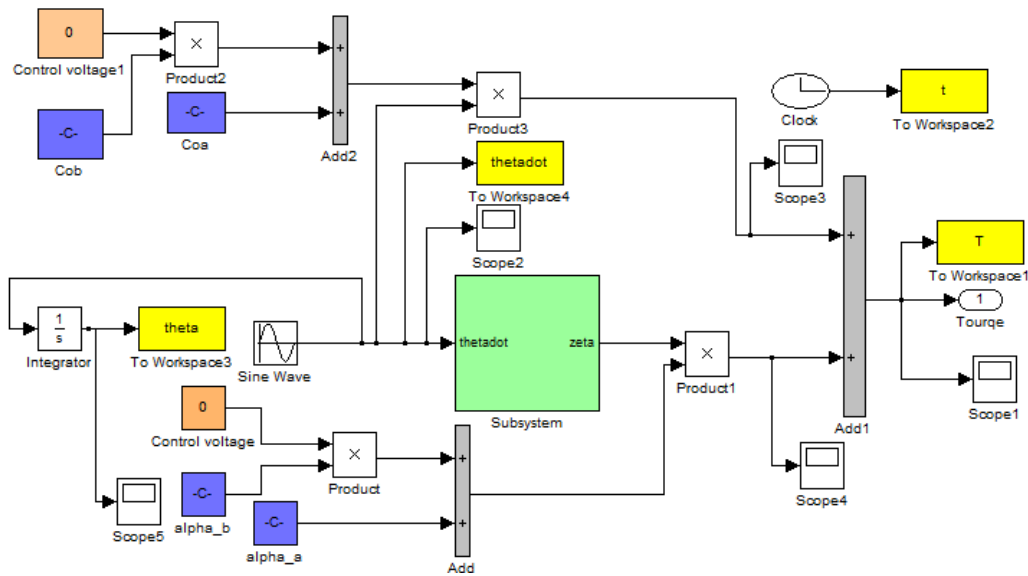 0
Control voltage1
×
Product2
-C-
Cob
-C-
Coa
+
+
Add2
×
Product3
thetadot
To Workspace4
Scope2
Clock
t
To Workspace2
Scope3
1
s
Integrator
theta
To Workspace3
Sine Wave
thetadot
zeta
Subsystem
×
Product1
+
+
Add1
T
To Workspace1
1
Tourqe
Scope1
Scope4
0
Control voltage
×
Product
-C-
alpha_b
-C-
alpha_a
+
+
Add
Scope5